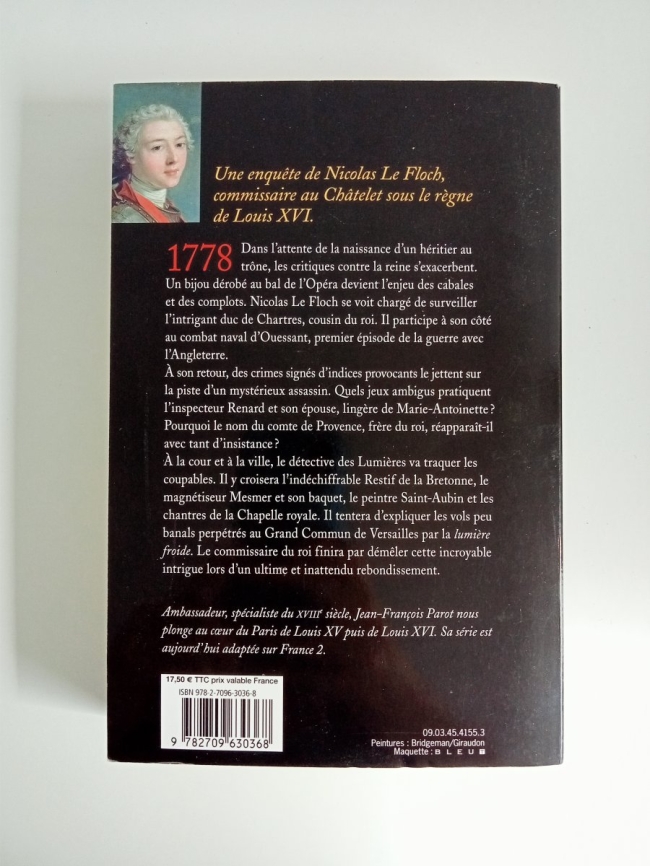 Une enquête de Nicolas Le Floch,
commissaire au Châtelet sous le règne
de Louis XVI.
1778 Dans l'attente de la naissance d'un héritier au
trône, les critiques contre la reine s'exacerbent.
Un bijou dérobé au bal de l'Opéra devient l'enjeu des cabales
et des complots. Nicolas Le Floch se voit chargé de surveiller
l'intrigant duc de Chartres, cousin du roi. Il participe à son côté
au combat naval d'Ouessant, premier épisode de la guerre avec
l'Angleterre.
À son retour, des crimes signés d'indices provocants le jettent sur
la piste d'un mystérieux assassin. Quels jeux ambigus pratiquent
l'inspecteur Renard et son épouse, lingère de Marie-Antoinette ?
Pourquoi le nom du comte de Provence, frère du roi, réapparaît-il
avec tant d'insistance ?
À la cour et à la ville, le détective des Lumières va traquer les
coupables. Il y croisera l'indéchiffrable Restif de la Bretonne, le
magnétiseur Mesmer et son baquet, le peintre Saint-Aubin et les
chantres de la Chapelle royale. Il tentera d'expliquer les vols peu
banals perpétrés au Grand Commun de Versailles par la lumière
froide. Le commissaire du roi finira par démêler cette incroyable
intrigue lors d'un ultime et inattendu rebondissement.
Ambassadeur, spécialiste du XVIIIe siècle, Jean-François Parot nous
plonge au cœur du Paris de Louis XV puis de Louis XVI. Sa série est
aujourd'hui adaptée sur France 2.
17,50 € TTC prix valable France
ISBN 978-2-7096-3036-8
9 782709 630368
09.03.45.4155.3
Peintures : Bridgeman/Giraudon
Maquette : BLEU T